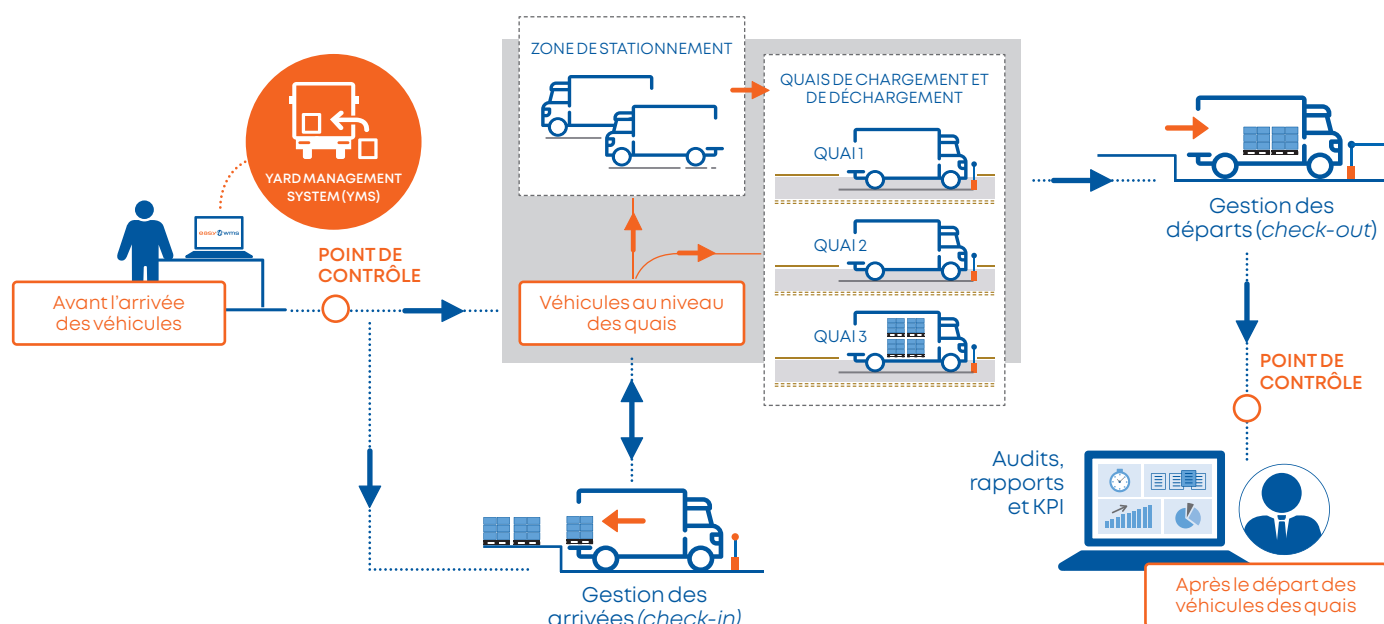 YARD MANAGEMENT
SYSTEM (YMS)
easy wms
Avant l'arrivée
des véhicules
POINT DE
CONTRÔLE
ZONE DE STATIONNEMENT
Véhicules au niveau
des quais
QUAIS DE CHARGEMENT ET
DE DÉCHARGEMENT
QUAI 1
QUAI 2
QUAI 3
Gestion des
arrivées (check-in)
Gestion des
départs (check-out)
POINT DE
CONTRÔLE
Audits,
rapports
et KPI
Après le départ des
véhicules des quais